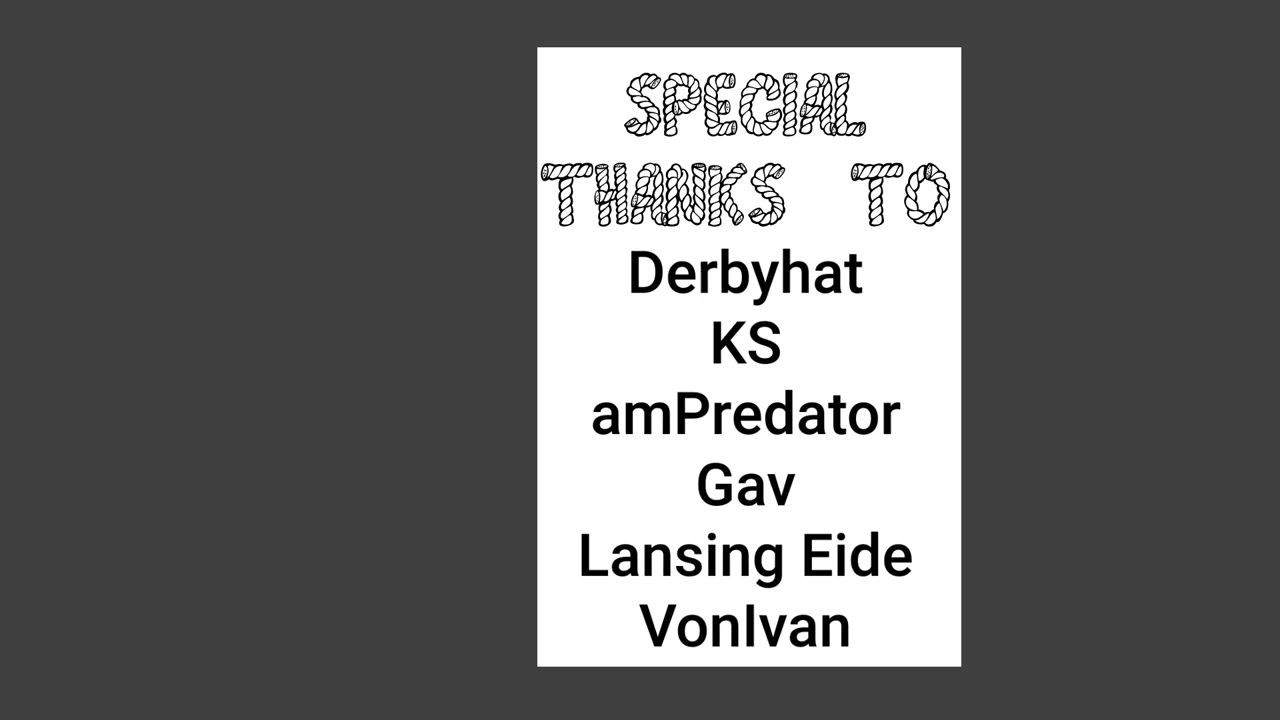 SPECIAL
THANKS TO
Derbyhat
KS
amPredator
Gav
Lansing Eide
VonIvan